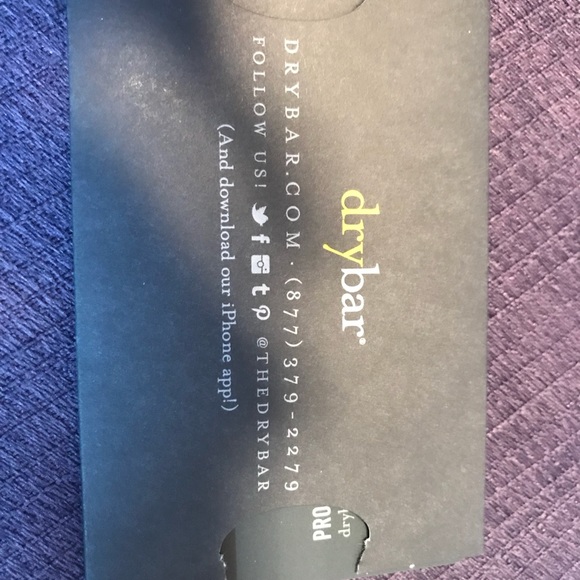 drybar®
DRYBAR.COM · (877) 379-2279
FOLLOW US! f t @THEDRYBAR
(And download our iPhone app!)
PRO